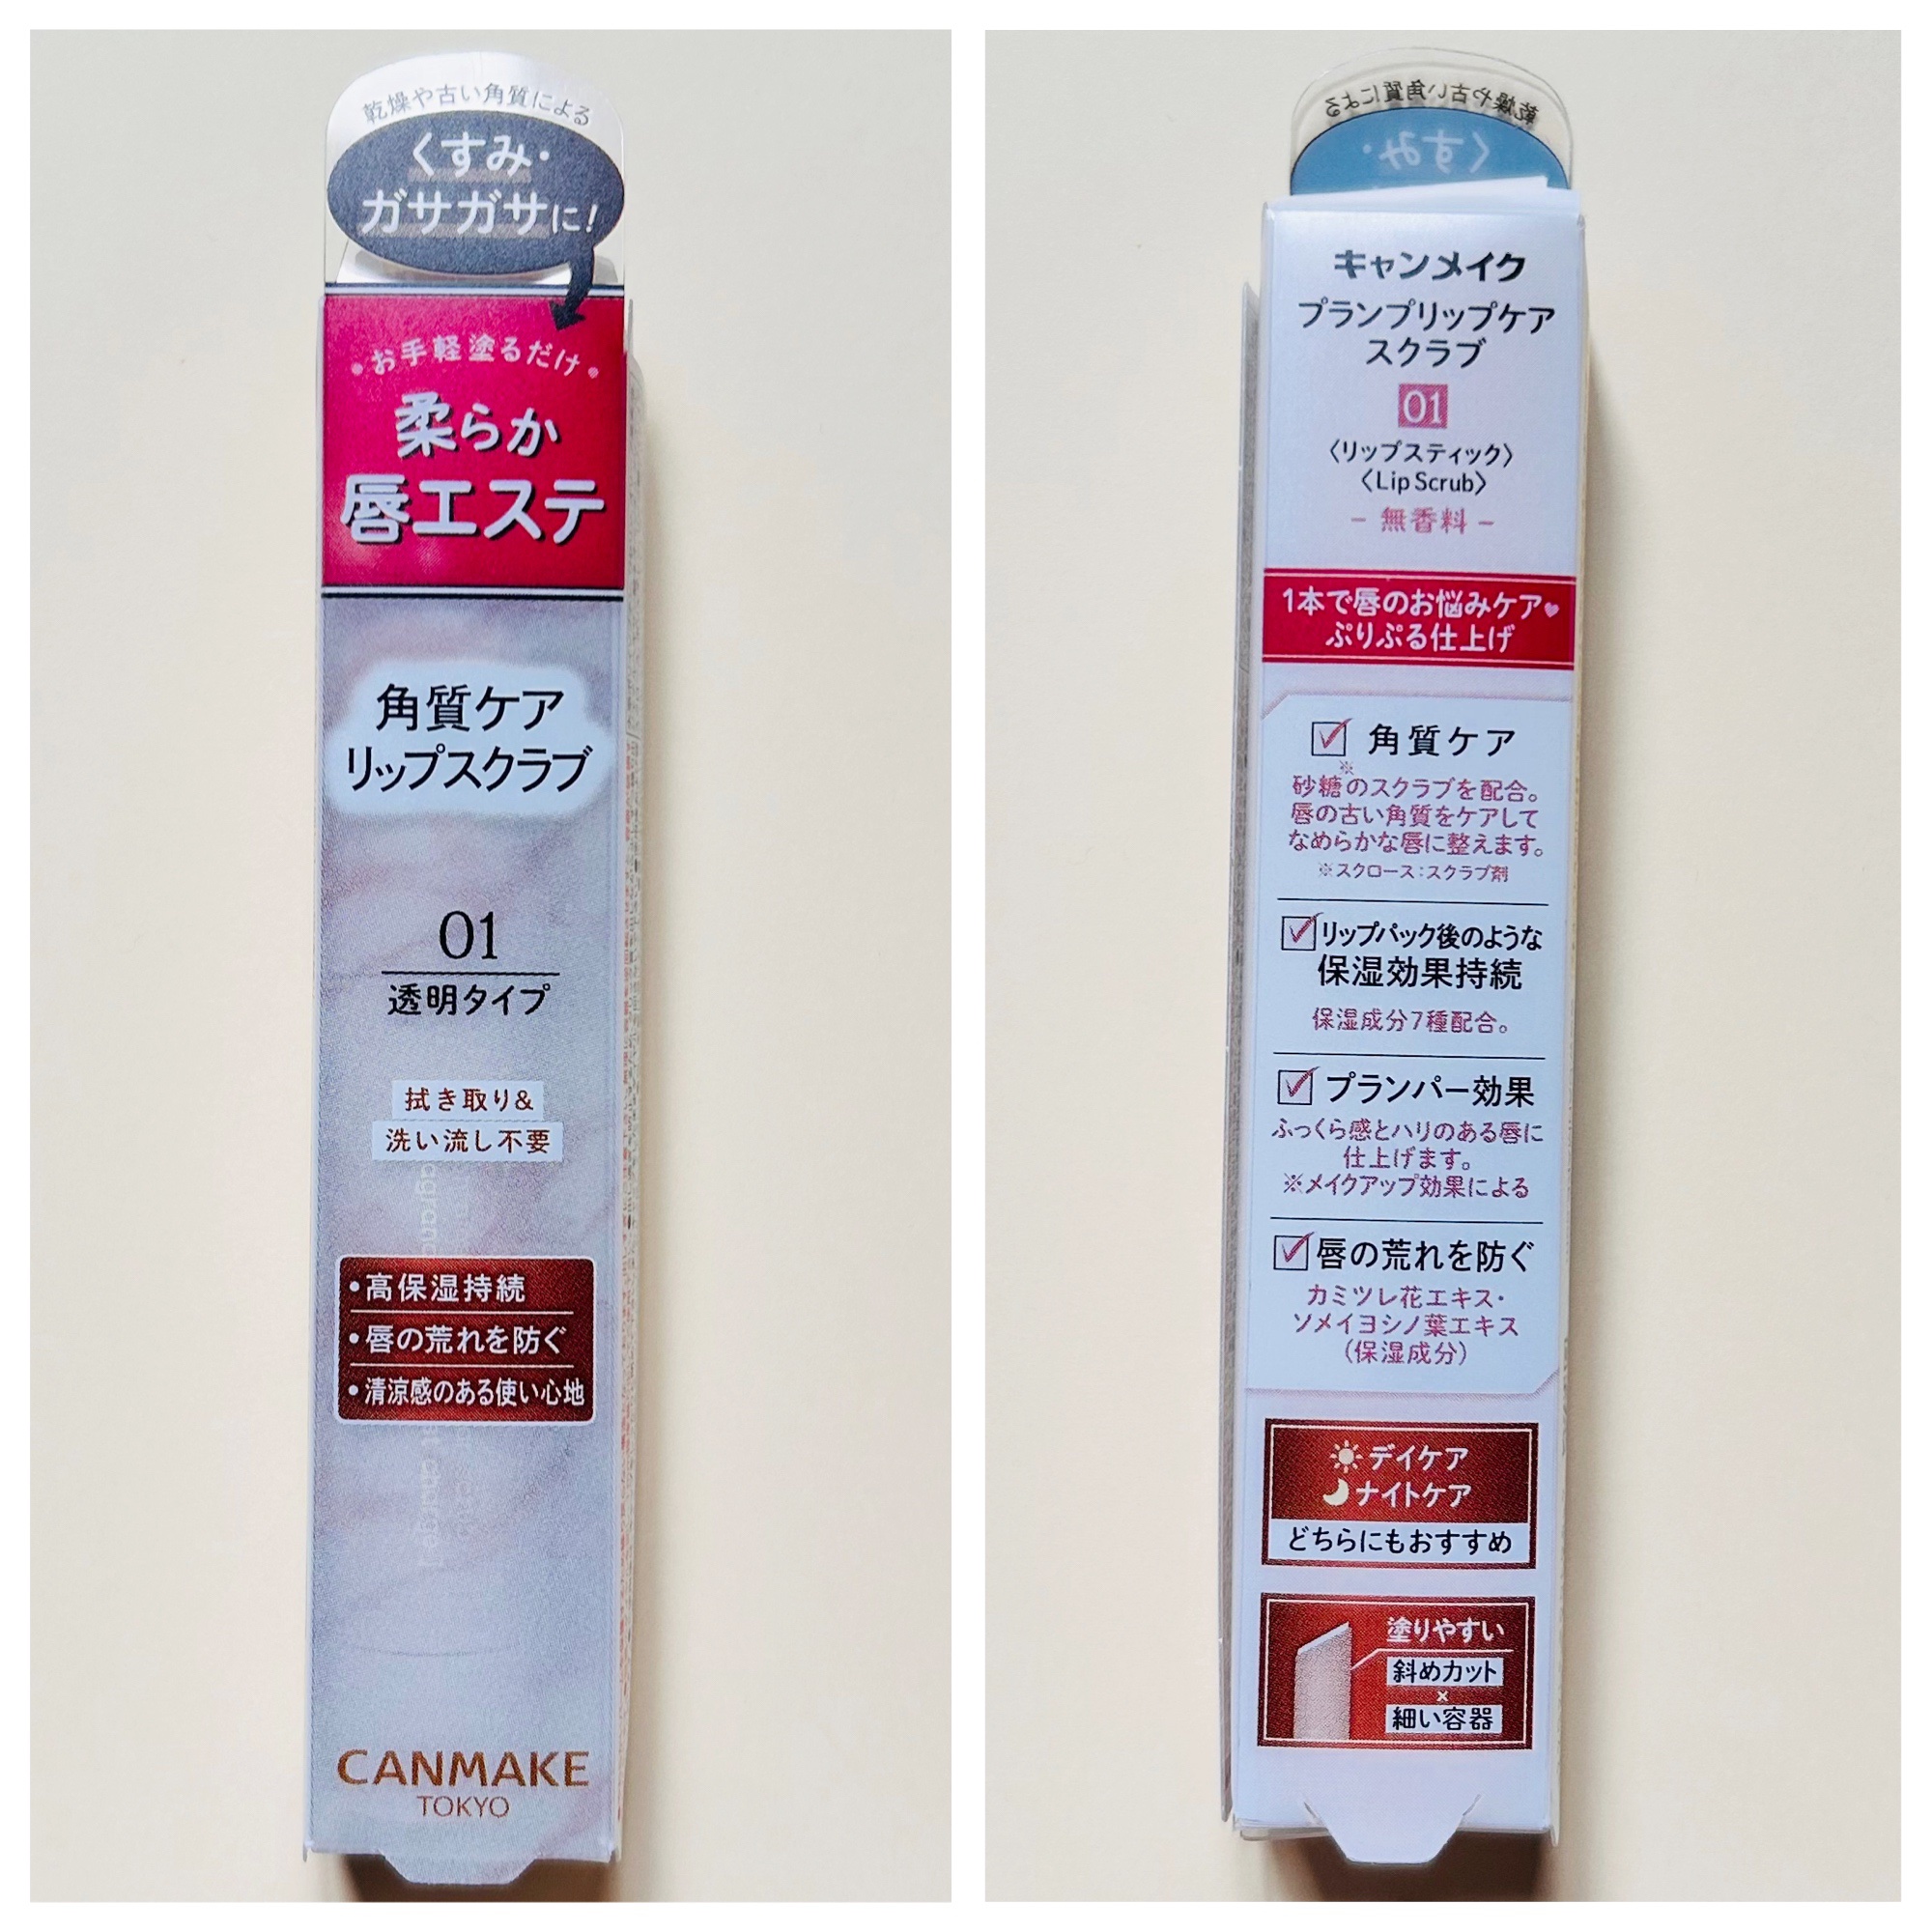 乾燥や古い角質による
くすみ・
ガサガサに!
お手軽塗るだけ
柔らか
唇エステ
角質ケア
リップスクラブ
01
透明タイプ
拭き取り&
洗い流し不要
・高保湿持続
・唇の荒れを防ぐ
・清涼感のある使い心地
CANMAKE
TOKYO
乾燥や古い角質による
くすみ・
キャンメイク
プランプリップケア
スクラブ
01
〈リップスティック〉
〈Lip Scrub〉
- 無香料 -
1本で唇のお悩みケア♥
ぷりぷる仕上げ
角質ケア
砂糖※のスクラブを配合。
唇の古い角質をケアして
なめらかな唇に整えます。
※スクロース:スクラブ剤
リップパック後のような
保湿効果持続
保湿成分7種配合。
プランパー効果
ふっくら感とハリのある唇に
仕上げます。
※メイクアップ効果による
唇の荒れを防ぐ
カミツレ花エキス・
ソメイヨシノ葉エキス
(保湿成分)
デイケア
ナイトケア
どちらにもおすすめ
塗りやすい
斜めカット
×
細い容器